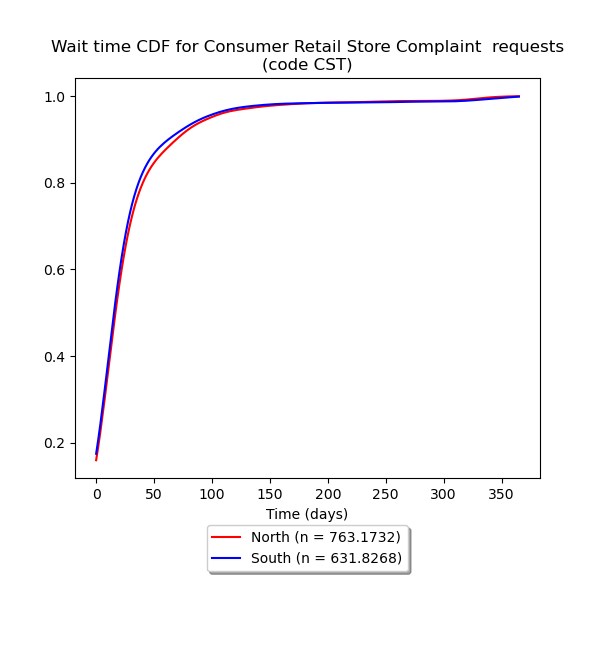 Wait time CDF for Consumer Retail Store Complaint  requests
(code CST)
1.0
0.8
0.6
0.4
0.2
0 50 100 150 200 250 300 350
Time (days)
North (n = 763.1732)
South (n = 631.8268)